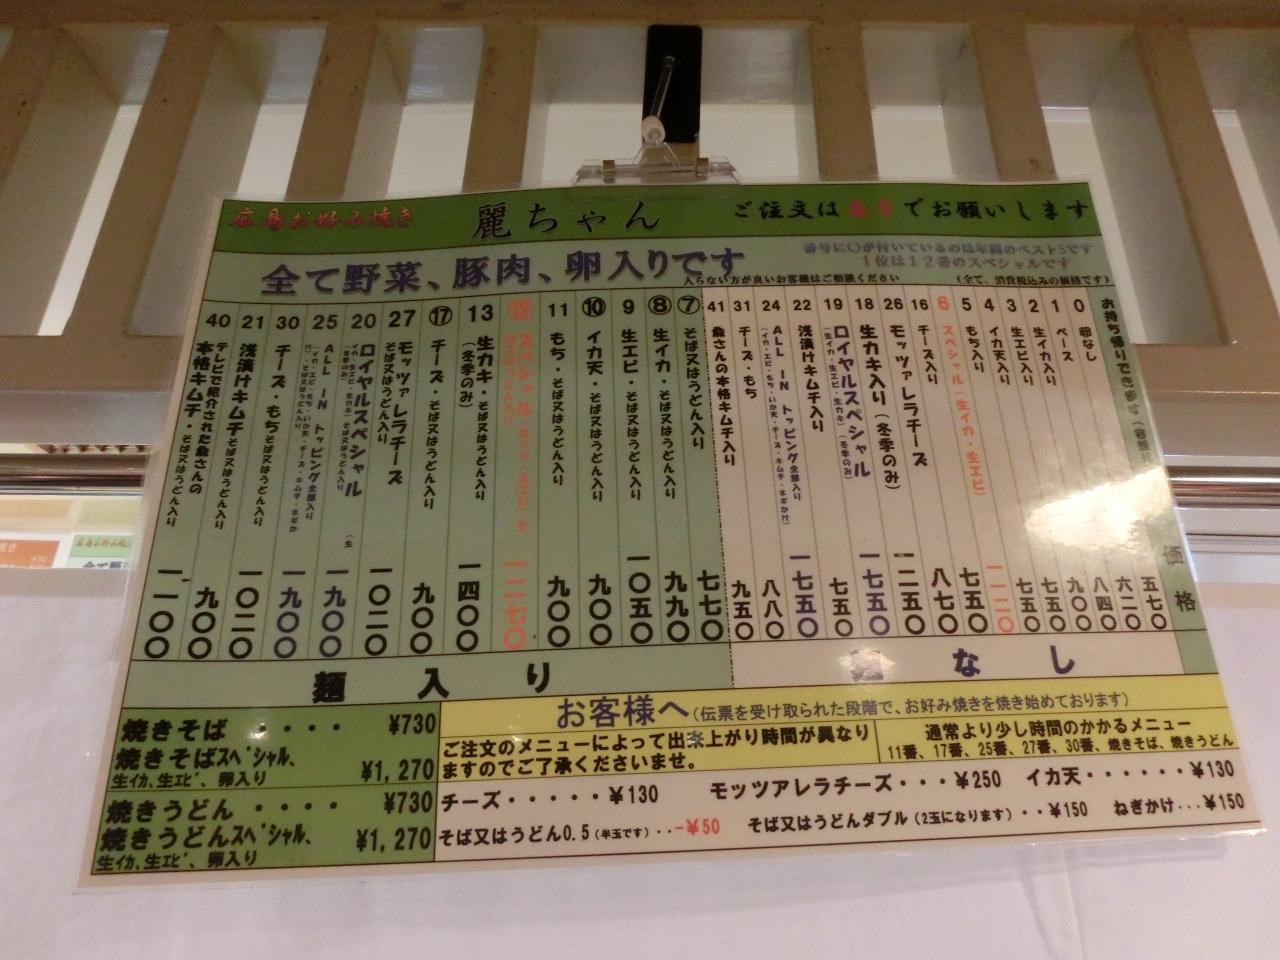 広島お好み焼き
麗ちゃん
ご注文は番号でお願いします
全て野菜、豚肉、卵入りです
番号に〇が付いているのは年間のベスト5です
1位は12番のスペシャルです
入らない方が良いお客様はご相談ください
(全て、消費税込みの価格です)
お持ち帰りできます
価格
0 卵なし 五七〇
1 ベース 六二〇
2 生イカ入り 八四〇
3 生エビ入り 九〇〇
4 イカ天入り 七五〇
5 もち入り 七五〇
6 スペシャル(生イカ・生エビ) 一一二〇
16 チーズ入り 七五〇
26 モッツァレラチーズ 八七〇
18 生カキ入り(冬季のみ) 一二五〇
19 ロイヤルスペシャル (生イカ・生エビ・生カキ)(冬季のみ) 一七五〇
22 浅漬けキムチ入り 七五〇
24 ALL IN トッピング全部入り (イカ・エビ・もち・いか天・チーズ・キムチ・ネギかけ) 一七五〇
31 チーズ・もち 八八〇
41 桑さんの本格キムチ入り 九五〇
麺なし
⑦ そば又はうどん入り 七七〇
⑧ 生イカ・そば又はうどん入り 九九〇
9 生エビ・そば又はうどん入り 一〇五〇
⑩ イカ天・そば又はうどん入り 九〇〇
11 もち・そば又はうどん入り 九〇〇
⑫ スペシャル 一二七〇
13 生カキ・そば又はうどん入り (冬季のみ) 一四〇〇
⑰ チーズ・そば又はうどん入り 九〇〇
27 モッツァレラチーズ そば又はうどん入り 一〇二〇
20 ロイヤルスペシャル 一九〇〇
25 ALL IN トッピング全部入り 一九〇〇
30 チーズ・もちそば又はうどん入り 一〇二〇
21 浅漬けキムチそば又はうどん入り 九〇〇
40 テレビで紹介された桑さんの 本格キムチ・そば又はうどん入り 一一〇〇
麺入り
焼きそば ・・・・ ¥730
焼きそばスペシャル、
生イカ、生エビ、卵入り ¥1,270
焼きうどん ・・・・ ¥730
焼きうどんスペシャル、
生イカ、生エビ、卵入り ¥1,270
お客様へ(伝票を受け取られた段階で、お好み焼きを焼き始めております)
ご注文のメニューによって出来上がり時間が異なり
ますのでご了承くださいませ。
通常より少し時間のかかるメニュー
11番、17番、25番、27番、30番、焼きそば、焼きうどん
チーズ・・・・・¥130 モッツアレラチーズ・・・¥250 イカ天・・・・・・¥130
そば又はうどん0.5(半玉です)・・-¥50 そば又はうどんダブル(2玉になります)・・¥150 ねぎかけ...¥150